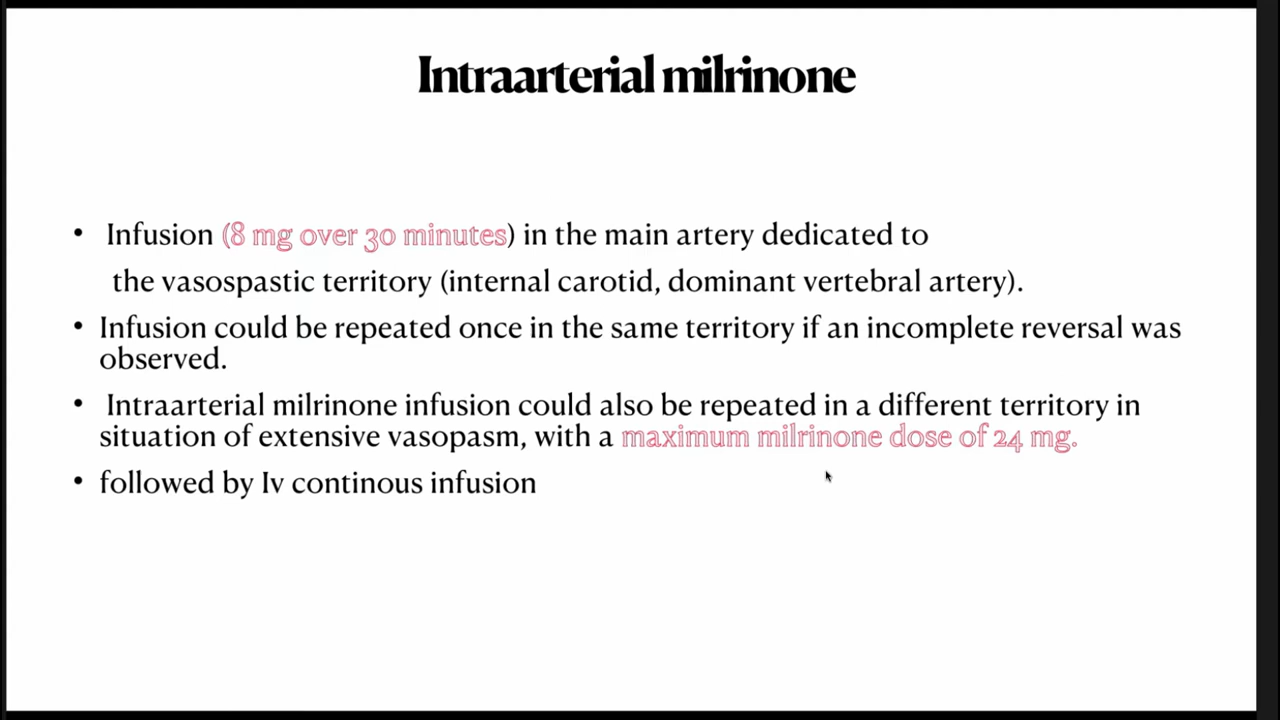 Intraarterial milrinone
• Infusion (8 mg over 30 minutes) in the main artery dedicated to
the vasospastic territory (internal carotid, dominant vertebral artery).
• Infusion could be repeated once in the same territory if an incomplete reversal was
observed.
• Intraarterial milrinone infusion could also be repeated in a different territory in
situation of extensive vasopasm, with a maximum milrinone dose of 24 mg.
• followed by Iv continous infusion